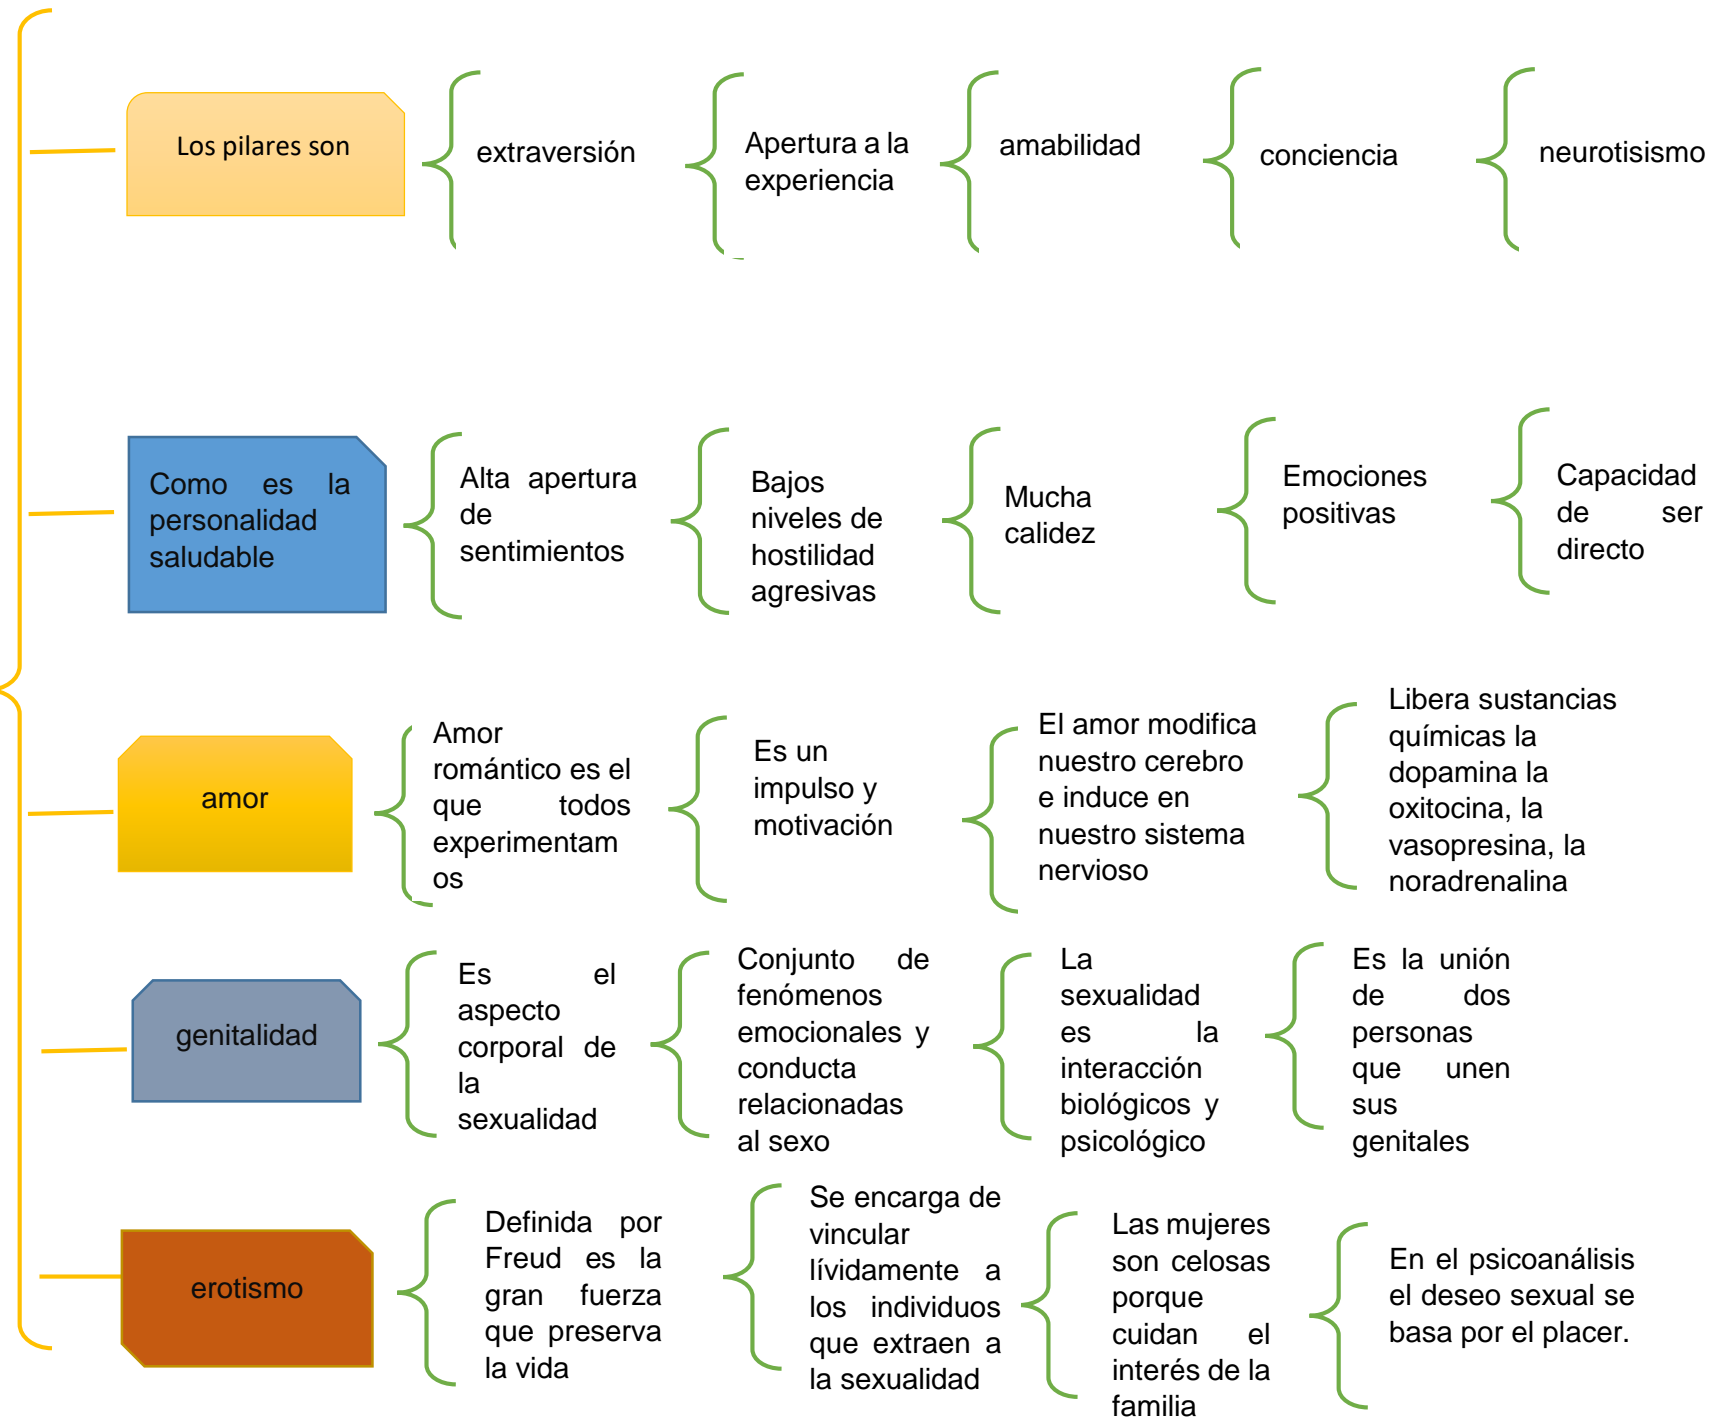 Los pilares son
extraversión
Apertura a la
experiencia
amabilidad
conciencia
neurotisismo
Como es la
personalidad
saludable
Alta apertura
de
sentimientos
Bajos
niveles de
hostilidad
agresivas
Mucha
calidez
Emociones
positivas
Capacidad
de ser
directo
amor
Amor
romántico es el
que todos
experimentam
os
Es un
impulso y
motivación
El amor modifica
nuestro cerebro
e induce en
nuestro sistema
nervioso
Libera sustancias
químicas la
dopamina la
oxitocina, la
vasopresina, la
noradrenalina
genitalidad
Es el
aspecto
corporal de
la
sexualidad
Conjunto de
fenómenos
emocionales y
conducta
relacionadas
al sexo
La
sexualidad
es la
interacción
biológicos y
psicológico
Es la unión
de dos
personas
que unen
sus
genitales
erotismo
Definida por
Freud es la
gran fuerza
que preserva
la vida
Se encarga de
vincular
lívidamente a
los individuos
que extraen a
la sexualidad
Las mujeres
son celosas
porque
cuidan el
interés de la
familia
En el psicoanálisis
el deseo sexual se
basa por el placer.